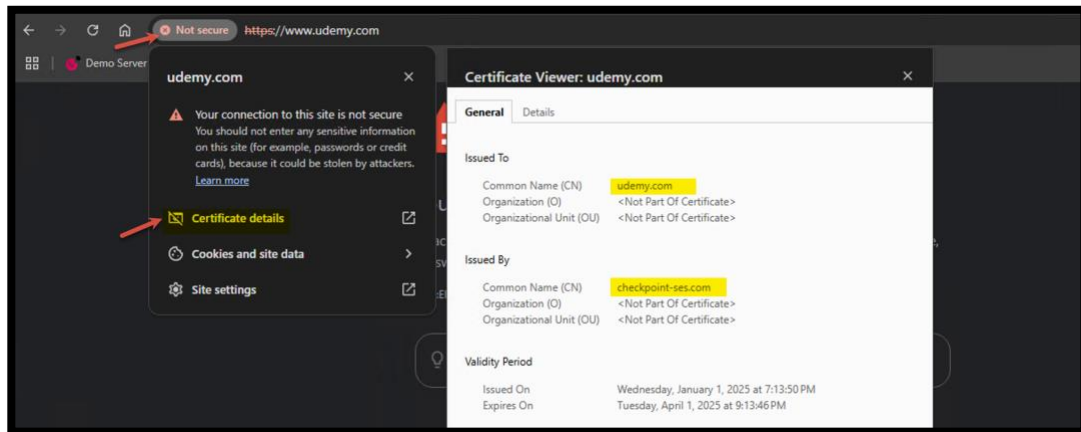 Not secure https://www.udemy.com
Demo Server
udemy.com
Your connection to this site is not secure
You should not enter any sensitive information
on this site (for example, passwords or credit
cards), because it could be stolen by attackers.
Learn more
Certificate details
Cookies and site data
Site settings
Certificate Viewer: udemy.com
General Details
Issued To
Common Name (CN) udemy.com
Organization (O) <Not Part Of Certificate>
Organizational Unit (OU) <Not Part Of Certificate>
Issued By
Common Name (CN) checkpoint-ses.com
Organization (O) <Not Part Of Certificate>
Organizational Unit (OU) <Not Part Of Certificate>
Validity Period
Issued On Wednesday, January 1, 2025 at 7:13:50 PM
Expires On Tuesday, April 1, 2025 at 9:13:46 PM